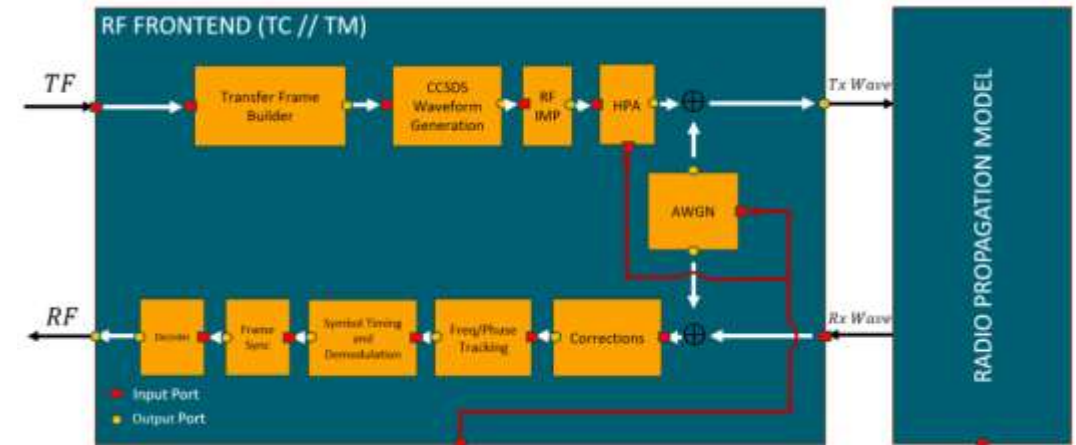 RF FRONTEND (TC // TM)
TF
Transfer Frame
Builder
CCSDS
Waveform
Generation
RF
IMP
HPA
Tx Wave
AWGN
RADIO PROPAGATION MODEL
RF
Decoder
Frame
Sync
Symbol Timing
and
Demodulation
Freq/Phase
Tracking
Corrections
Rx Wave
Input Port
Output Port